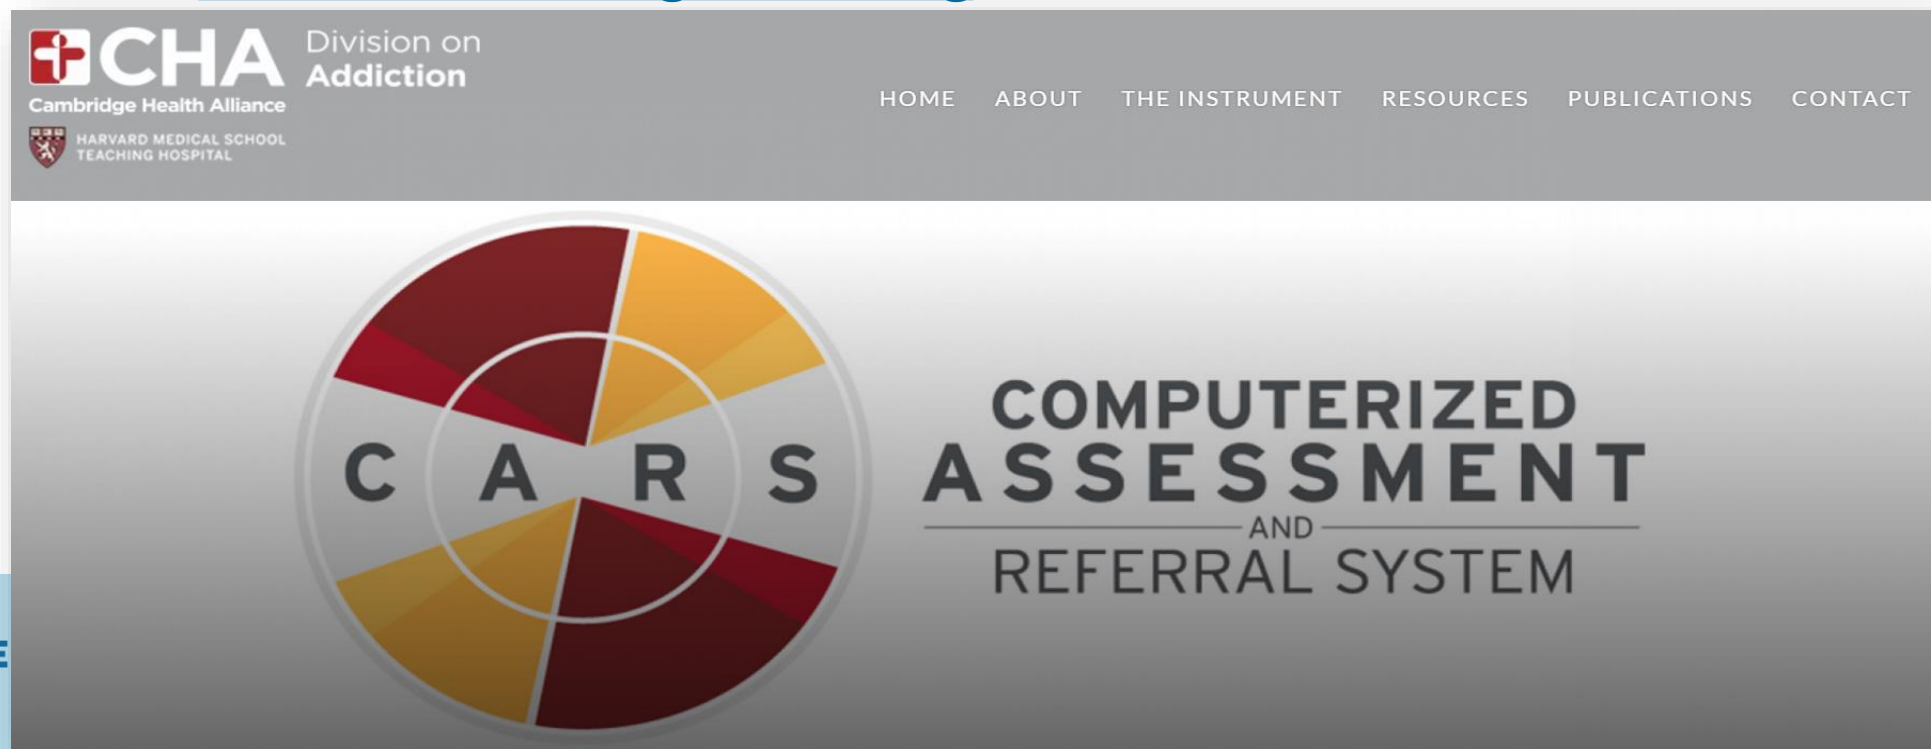 CHA
Division on
Addiction
Cambridge Health Alliance
HARVARD MEDICAL SCHOOL
TEACHING HOSPITAL
HOME ABOUT THE INSTRUMENT RESOURCES PUBLICATIONS CONTACT
C A R S
COMPUTERIZED
ASSESSMENT
AND
REFERRAL SYSTEM